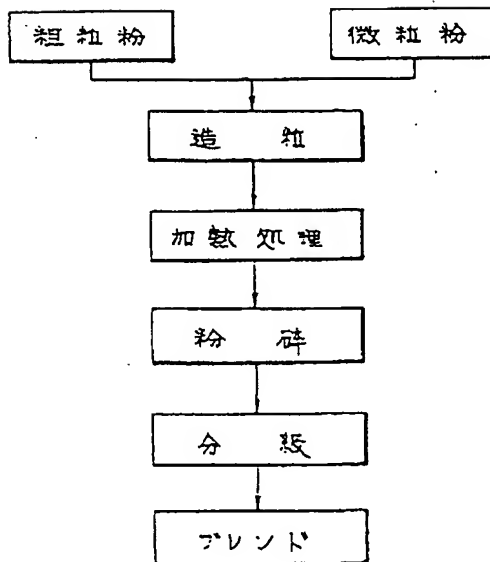 粗粒粉 微粒粉
造粒
加熱処理
粉砕
分級
ブレンド